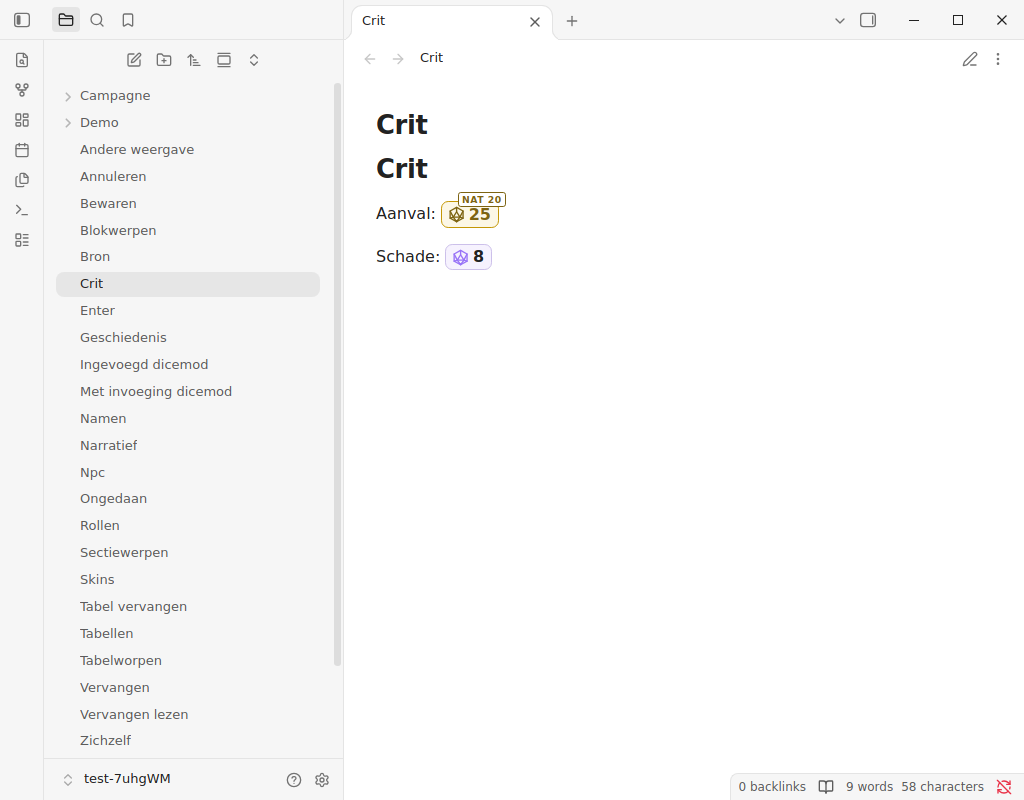 Crit
Crit
Campagne
Demo
Andere weergave
Annuleren
Bewaren
Blokwerpen
Bron
Crit
Enter
Geschiedenis
Ingevoegd dicemod
Met invoeging dicemod
Namen
Narratief
Npc
Ongedaan
Rollen
Sectiewerpen
Skins
Tabel vervangen
Tabellen
Tabelworpen
Vervangen
Vervangen lezen
Zichzelf
test-7uhgWM
Crit
Crit
NAT 20
Aanval: 25
Schade: 8
0 backlinks 9 words 58 characters